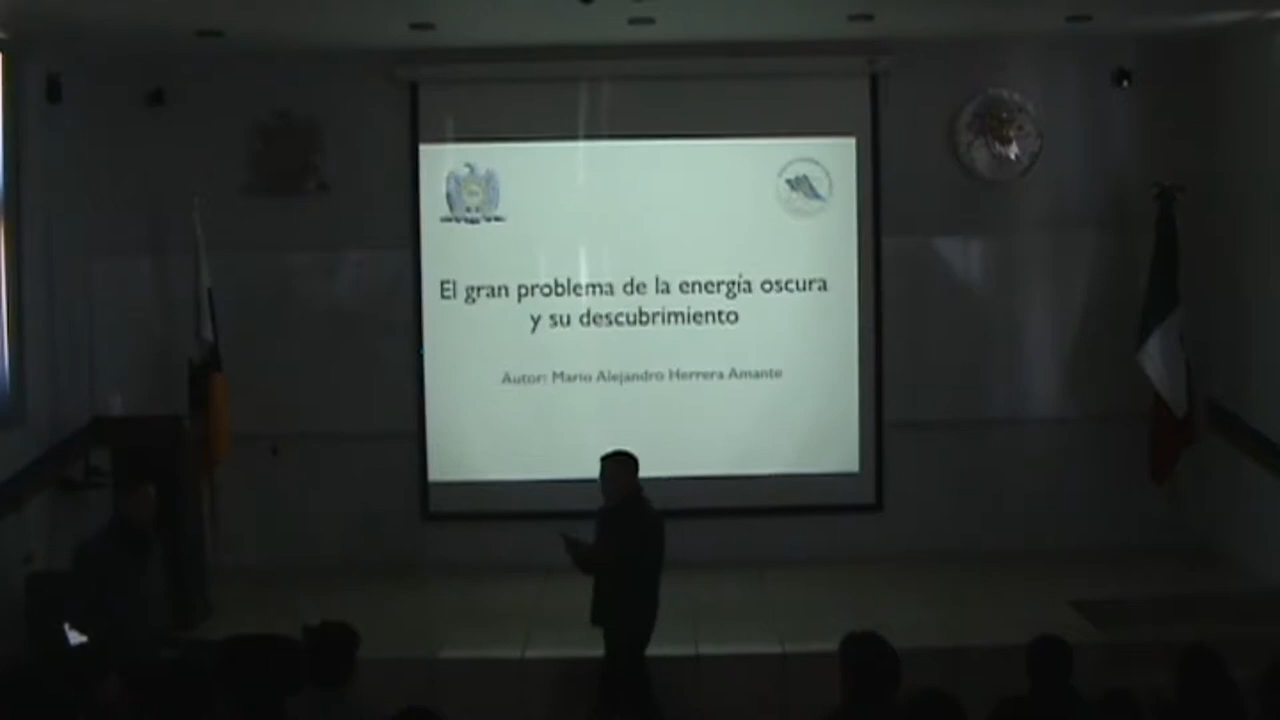 El gran problema de la energía oscura
y su descubrimiento
Autor: Mario Alejandro Herrera Amante